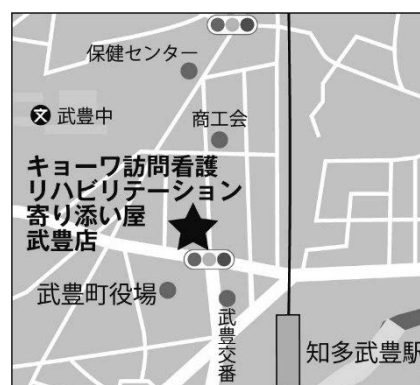 保健センター
文 武豊中
商工会
キョーワ訪問看護
リハビリテーション
寄り添い屋
武豊店
武豊町役場
武豊交番
知多武豊駅